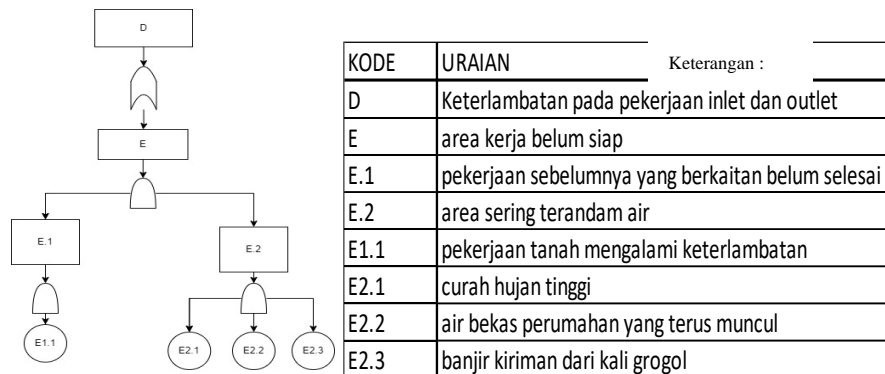 D
E
E.1
E.2
E1.1
E2.1
E2.2
E2.3
Keterangan :
KODE URAIAN
D Keterlambatan pada pekerjaan inlet dan outlet
E area kerja belum siap
E.1 pekerjaan sebelumnya yang berkaitan belum selesai
E.2 area sering terandam air
E1.1 pekerjaan tanah mengalami keterlambatan
E2.1 curah hujan tinggi
E2.2 air bekas perumahan yang terus muncul
E2.3 banjir kiriman dari kali grogol